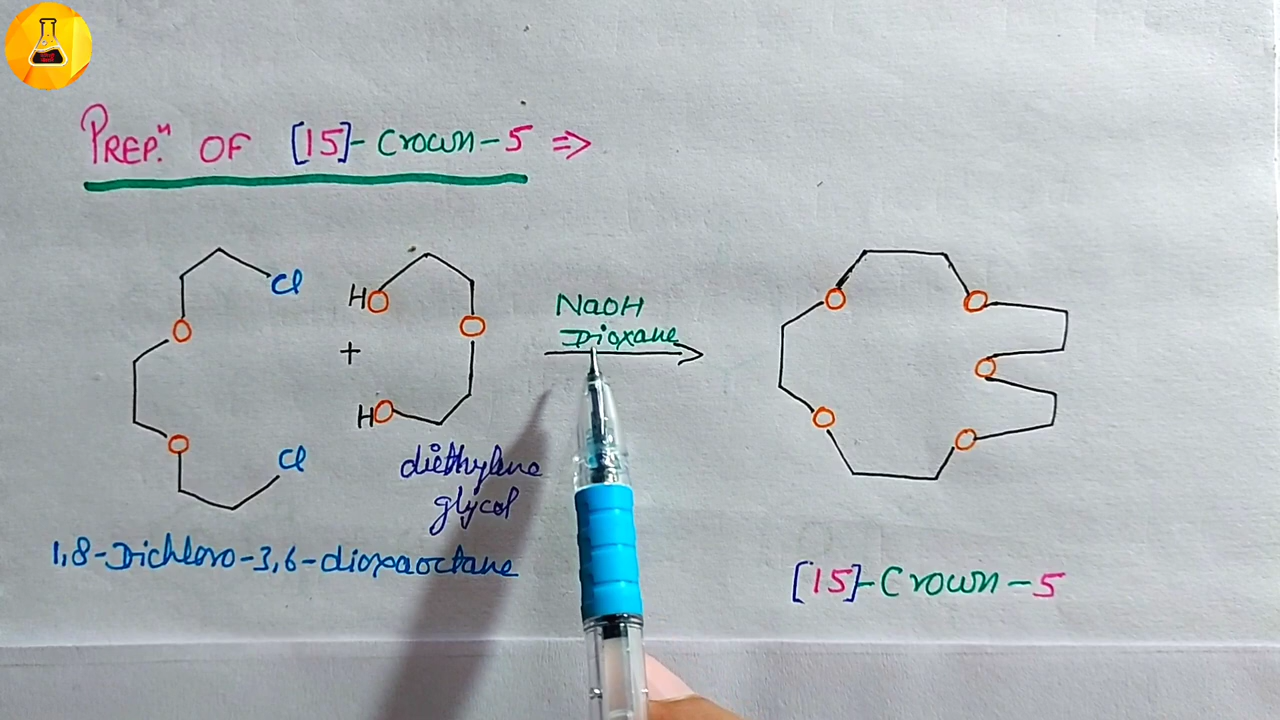 PREP.ⁿ OF [15]-Crown-5 ⇒
Cl
HO
O
O
+
NaOH
Dioxane
O
HO
Cl
diethylene
glycol
1,8-Dichloro-3,6-dioxaoctane
O
O
O
O
O
[15]-Crown-5